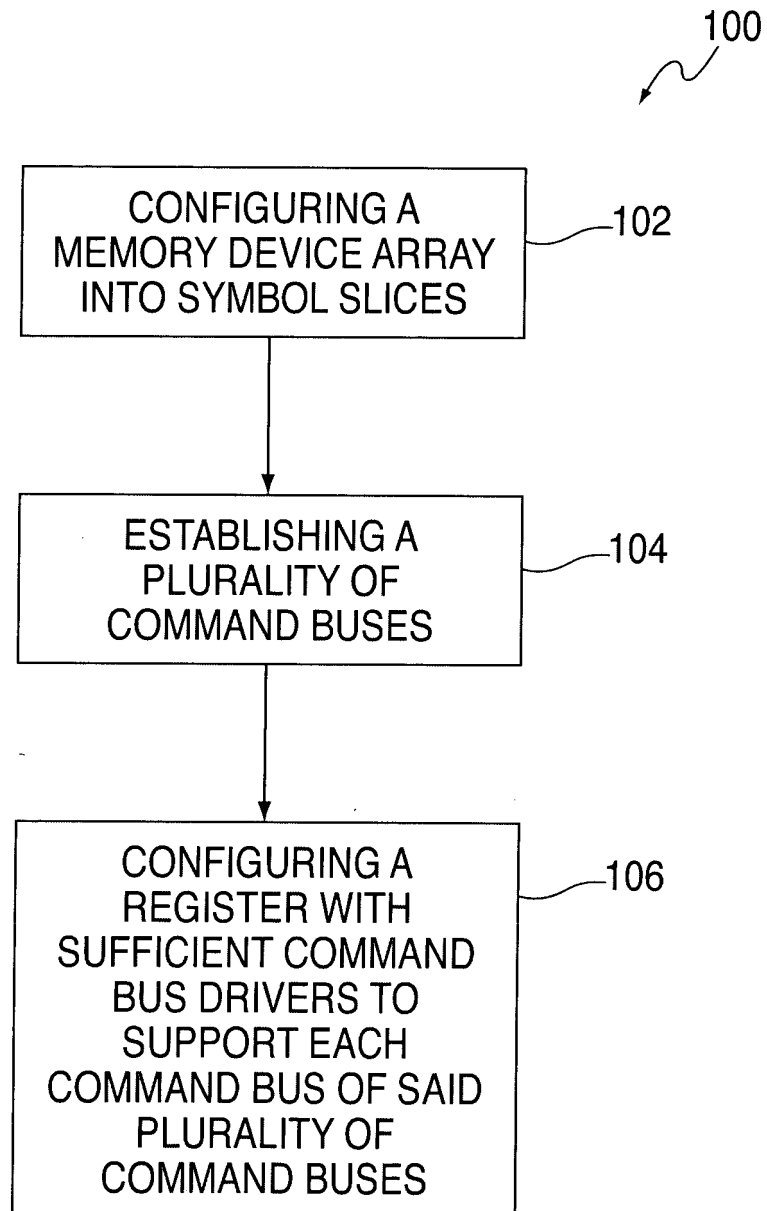 100
CONFIGURING A
MEMORY DEVICE ARRAY
INTO SYMBOL SLICES
102
ESTABLISHING A
PLURALITY OF
COMMAND BUSES
104
CONFIGURING A
REGISTER WITH
SUFFICIENT COMMAND
BUS DRIVERS TO
SUPPORT EACH
COMMAND BUS OF SAID
PLURALITY OF
COMMAND BUSES
106